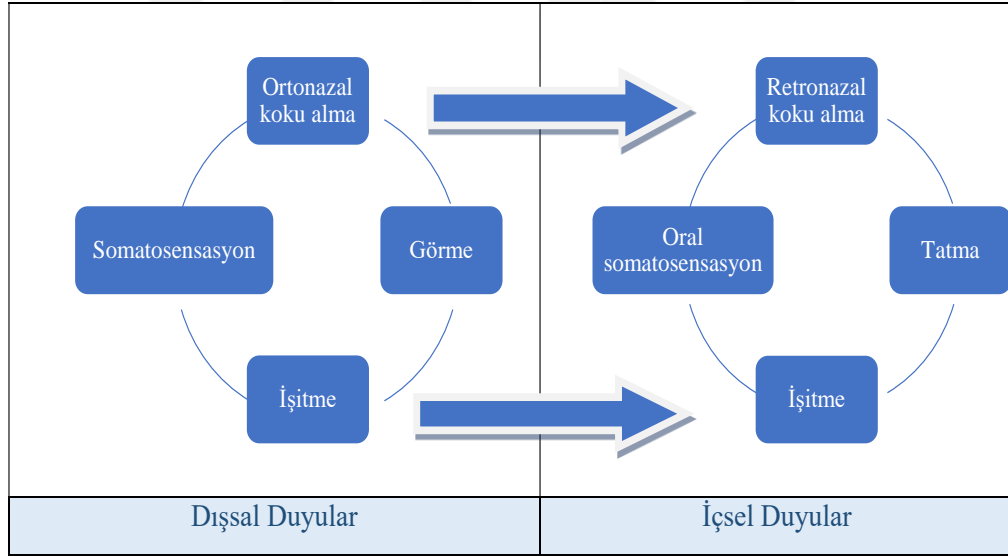 Ortonazal
koku alma
Somatosensasyon
Görme
İşitme
Retronazal
koku alma
Oral
somatosensasyon
Tatma
İşitme
Dışsal Duyular
İçsel Duyular